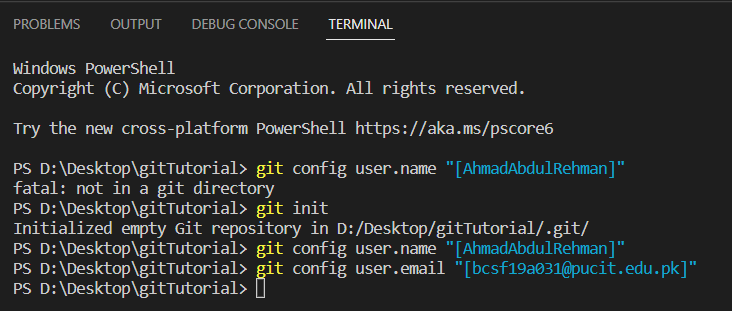 PROBLEMS OUTPUT DEBUG CONSOLE TERMINAL
Windows PowerShell
Copyright (C) Microsoft Corporation. All rights reserved.
Try the new cross-platform PowerShell https://aka.ms/pscore6
PS D:\Desktop\gitTutorial> git config user.name "[AhmadAbdulRehman]"
fatal: not in a git directory
PS D:\Desktop\gitTutorial> git init
Initialized empty Git repository in D:/Desktop/gitTutorial/.git/
PS D:\Desktop\gitTutorial> git config user.name "[AhmadAbdulRehman]"
PS D:\Desktop\gitTutorial> git config user.email "[bcsf19a031@pucit.edu.pk]"
PS D:\Desktop\gitTutorial>